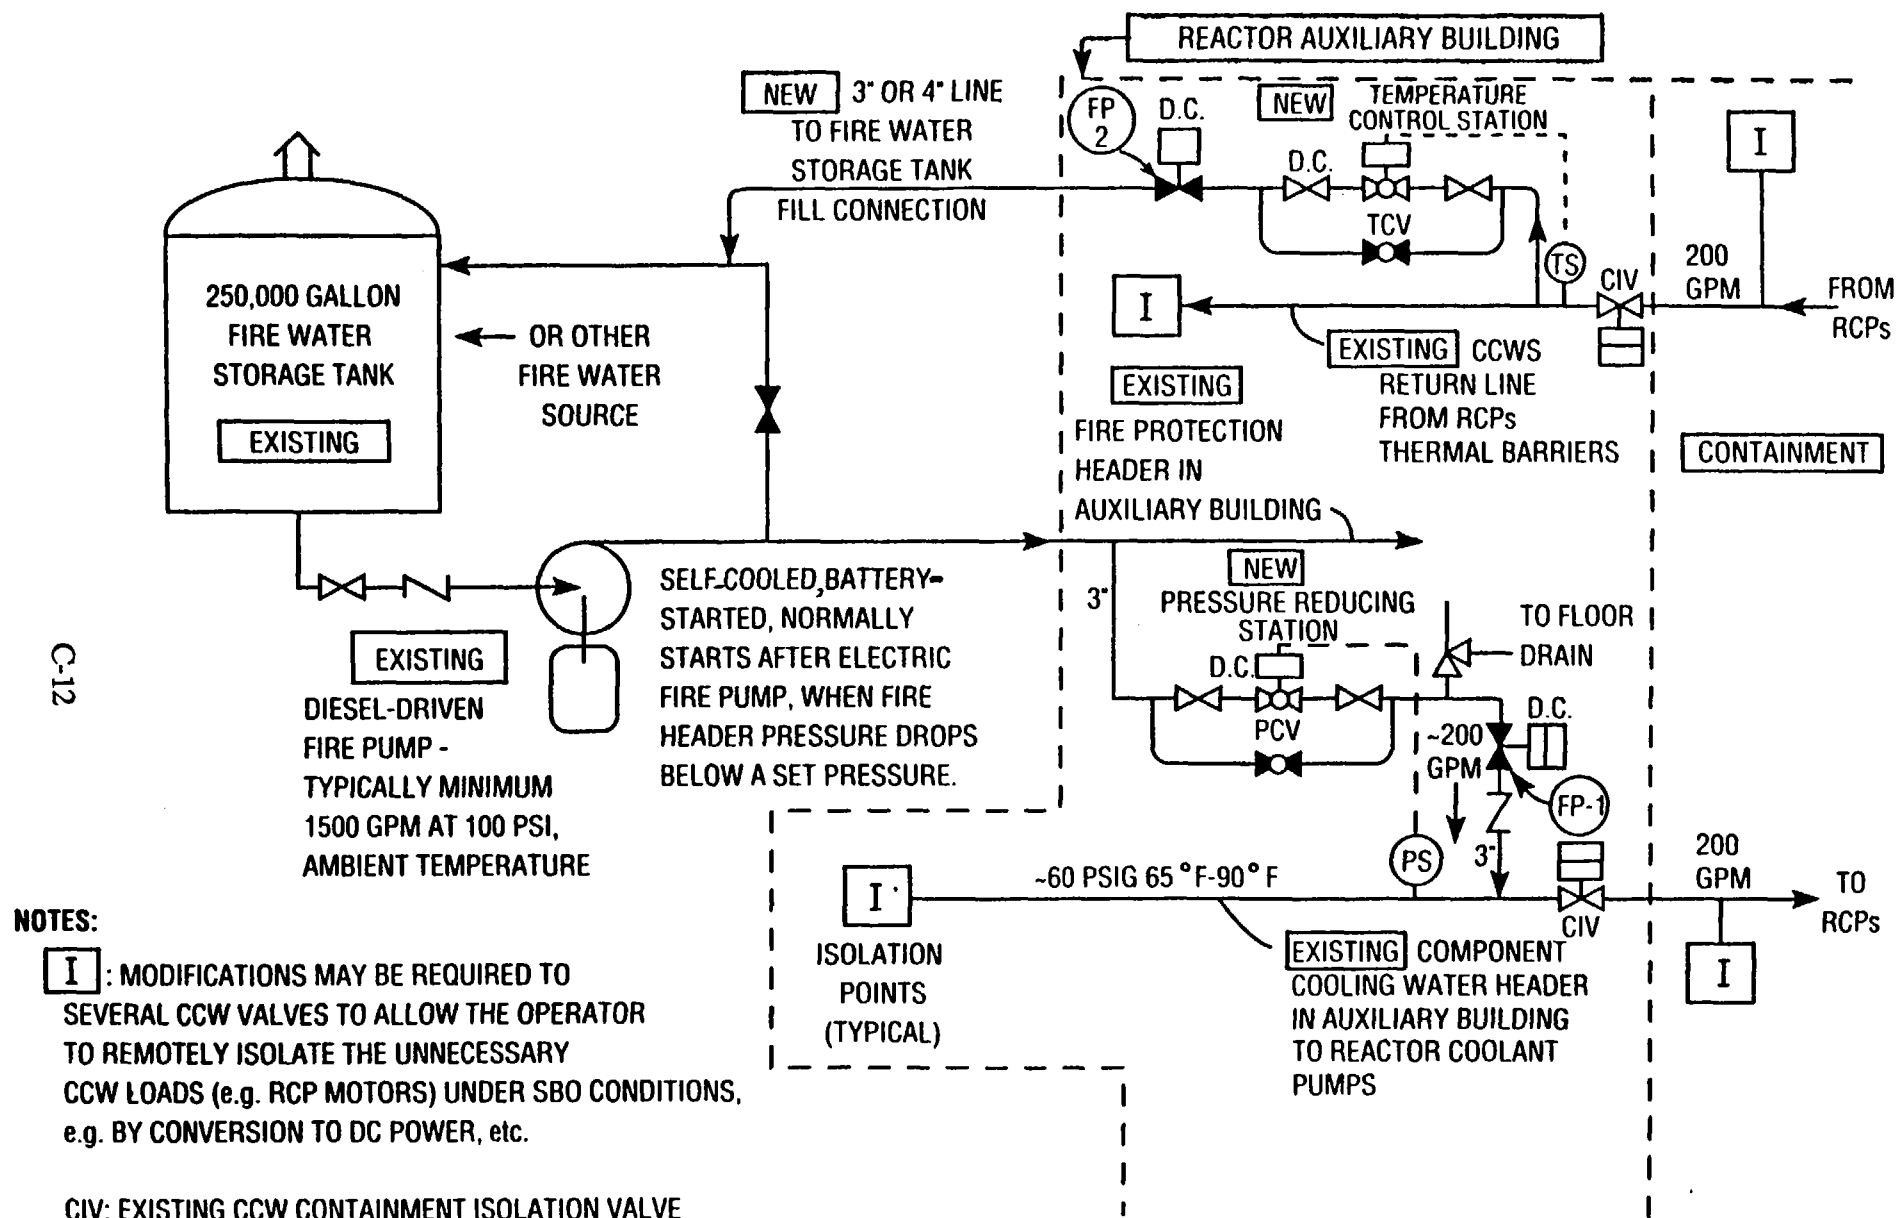 REACTOR AUXILIARY BUILDING
NEW 3" OR 4" LINE
TO FIRE WATER
STORAGE TANK
FILL CONNECTION
FP
2
D.C.
NEW
TEMPERATURE
CONTROL STATION
D.C.
TCV
TS
CIV
200
GPM
I
FROM
RCPs
I
EXISTING CCWS
RETURN LINE
FROM RCPs
THERMAL BARRIERS
CONTAINMENT
250,000 GALLON
FIRE WATER
STORAGE TANK
EXISTING
OR OTHER
FIRE WATER
SOURCE
EXISTING
FIRE PROTECTION
HEADER IN
AUXILIARY BUILDING
EXISTING
DIESEL-DRIVEN
FIRE PUMP -
TYPICALLY MINIMUM
1500 GPM AT 100 PSI,
AMBIENT TEMPERATURE
SELF-COOLED, BATTERY-
STARTED, NORMALLY
STARTS AFTER ELECTRIC
FIRE PUMP, WHEN FIRE
HEADER PRESSURE DROPS
BELOW A SET PRESSURE.
3"
NEW
PRESSURE REDUCING
STATION
D.C.
PCV
TO FLOOR
DRAIN
D.C.
~200
GPM
FP-1
3"
PS
CIV
200
GPM
TO
RCPs
I
I
~60 PSIG 65 °F-90° F
ISOLATION
POINTS
(TYPICAL)
EXISTING COMPONENT
COOLING WATER HEADER
IN AUXILIARY BUILDING
TO REACTOR COOLANT
PUMPS
C-12
NOTES:
I : MODIFICATIONS MAY BE REQUIRED TO
SEVERAL CCW VALVES TO ALLOW THE OPERATOR
TO REMOTELY ISOLATE THE UNNECESSARY
CCW LOADS (e.g. RCP MOTORS) UNDER SBO CONDITIONS,
e.g. BY CONVERSION TO DC POWER, etc.
CIV: EXISTING CCW CONTAINMENT ISOLATION VALVE